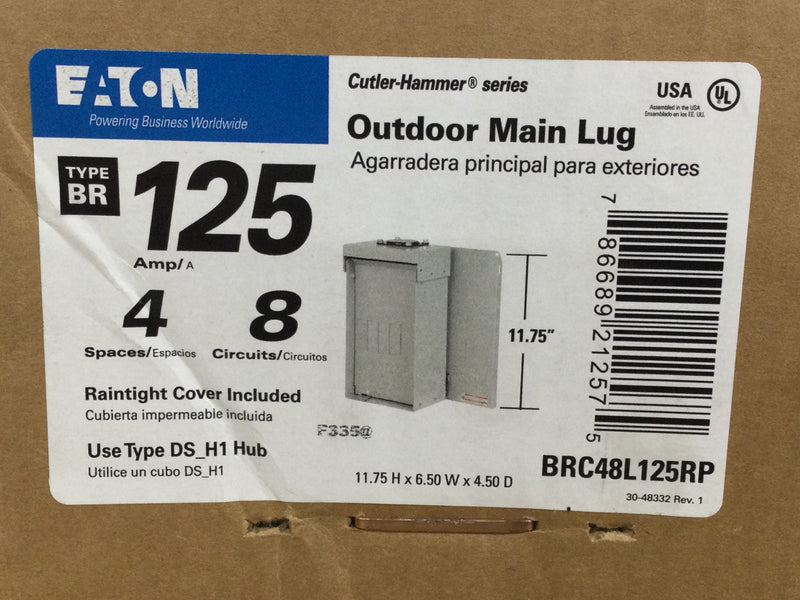 EATON
Powering Business Worldwide
Cutler-Hammer® series
USA
Assembled in the USA
Ensamblado en los EE. UU.
UL
Outdoor Main Lug
Agarradera principal para exteriores
TYPE
BR
125
Amp/A
4
Spaces/Espacios
8
Circuits/Circuitos
Raintight Cover Included
Cubierta impermeable incluida
Use Type DS_H1 Hub
Utilice un cubo DS_H1
11.75"
F335@
11.75 H x 6.50 W x 4.50 D
7 86689 21257 5
BRC48L125RP
30-48332 Rev. 1